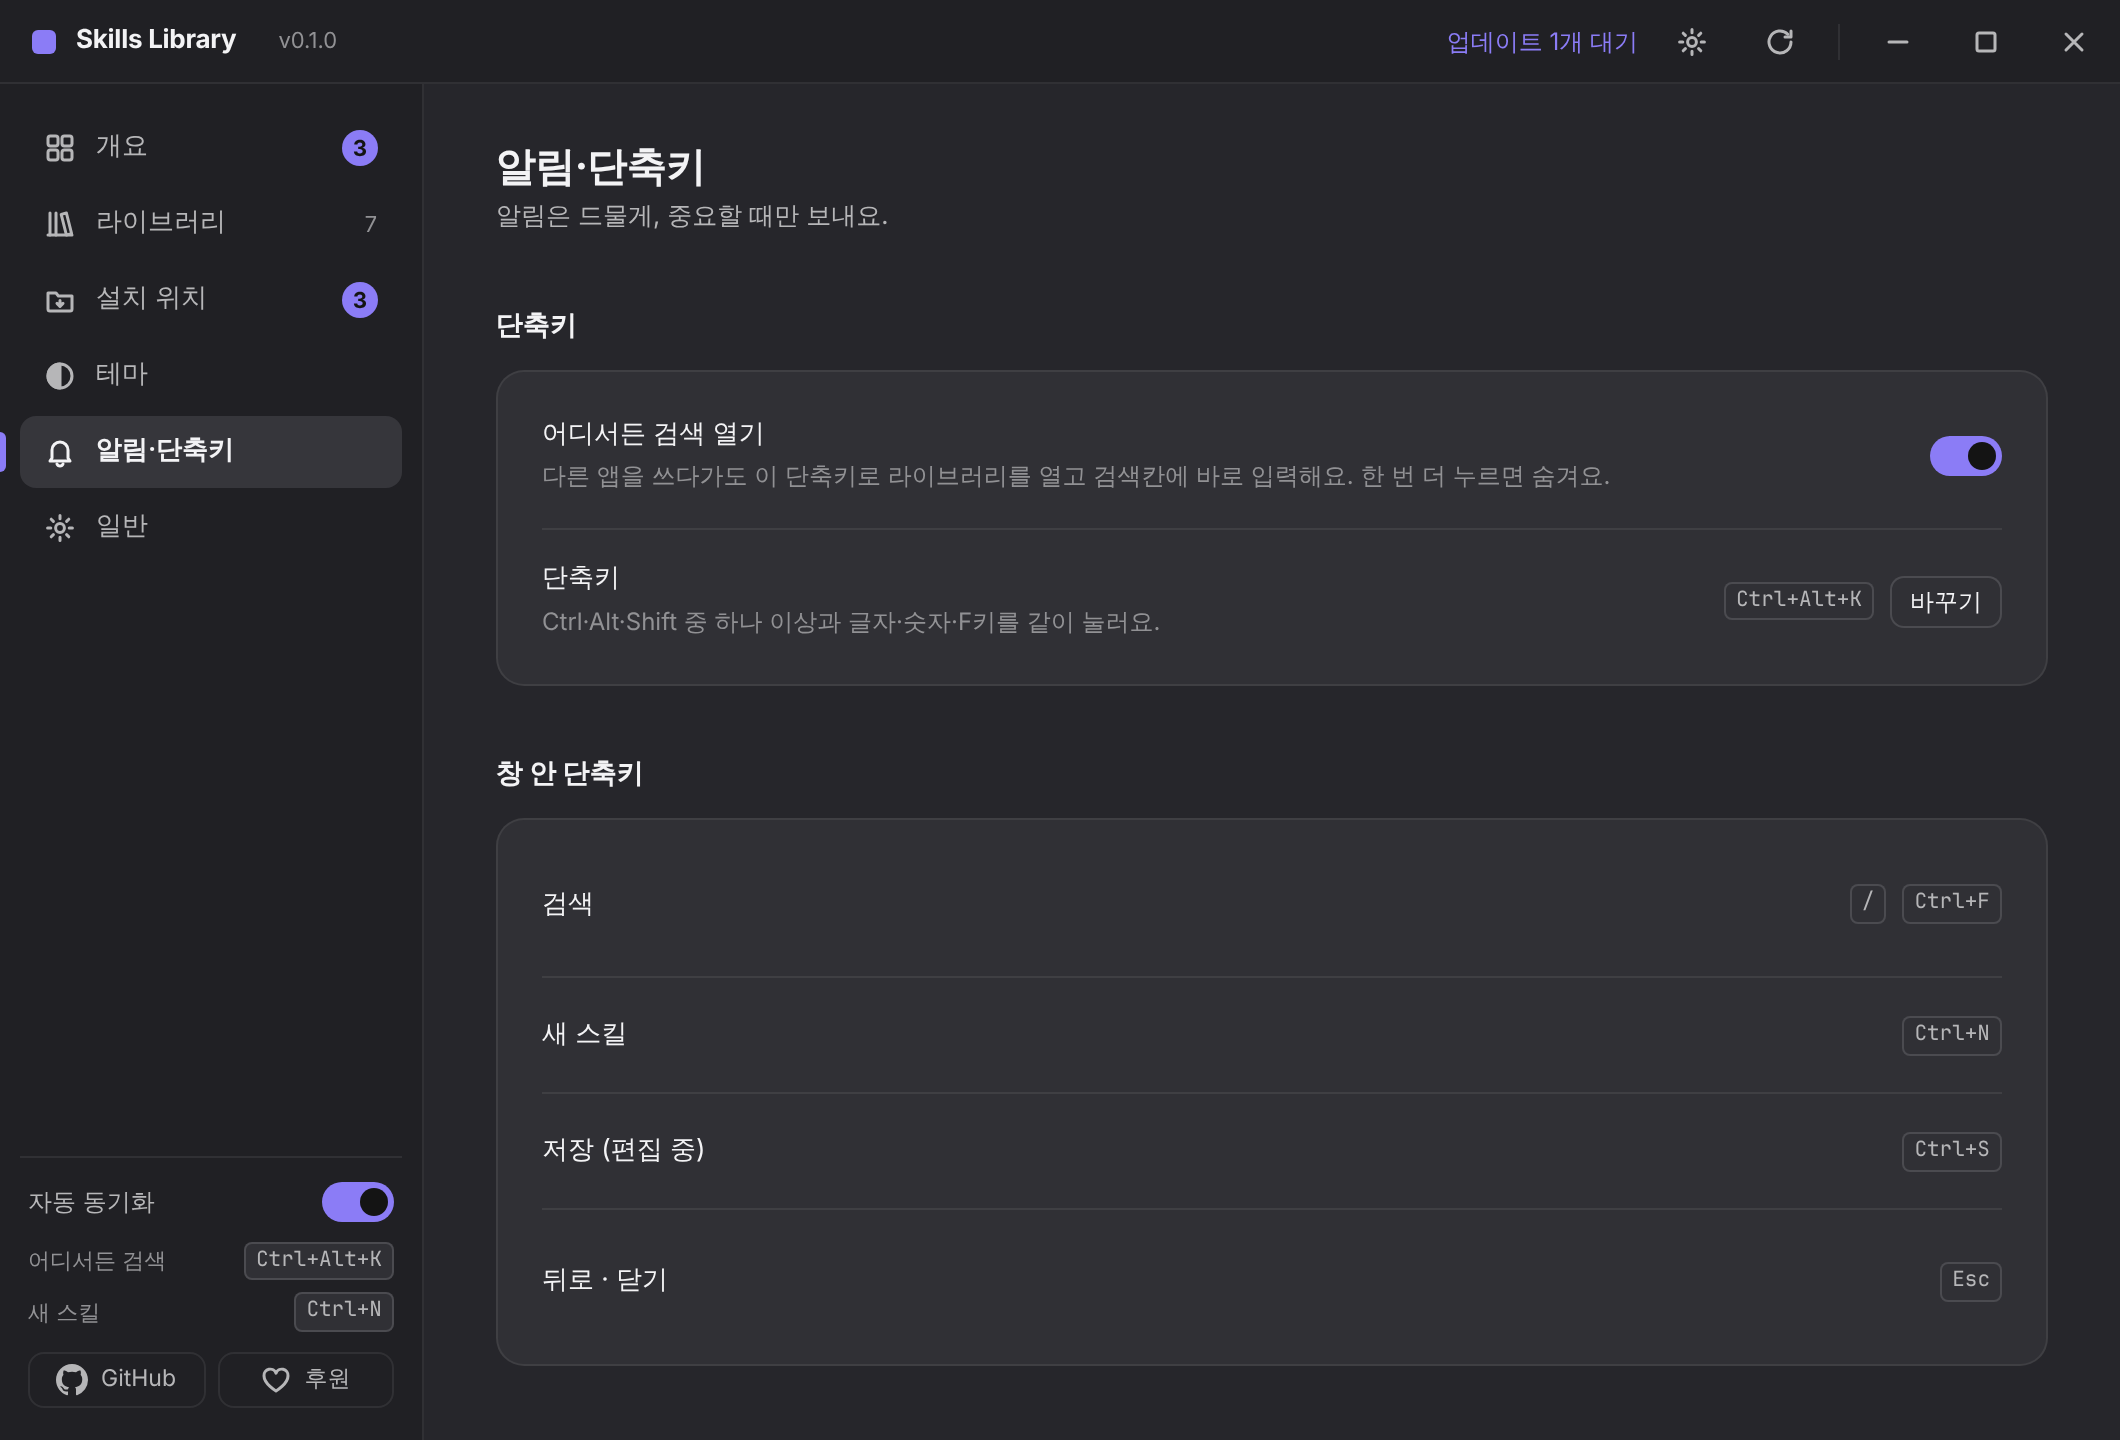 Skills Library v0.1.0
업데이트 1개 대기
개요 3
라이브러리 7
설치 위치 3
테마
알림·단축키
일반
자동 동기화
어디서든 검색 Ctrl+Alt+K
새 스킬 Ctrl+N
GitHub 후원
알림·단축키
알림은 드물게, 중요할 때만 보내요.
단축키
어디서든 검색 열기
다른 앱을 쓰다가도 이 단축키로 라이브러리를 열고 검색칸에 바로 입력해요. 한 번 더 누르면 숨겨요.
단축키
Ctrl·Alt·Shift 중 하나 이상과 글자·숫자·F키를 같이 눌러요.
Ctrl+Alt+K 바꾸기
창 안 단축키
검색 / Ctrl+F
새 스킬 Ctrl+N
저장 (편집 중) Ctrl+S
뒤로 · 닫기 Esc